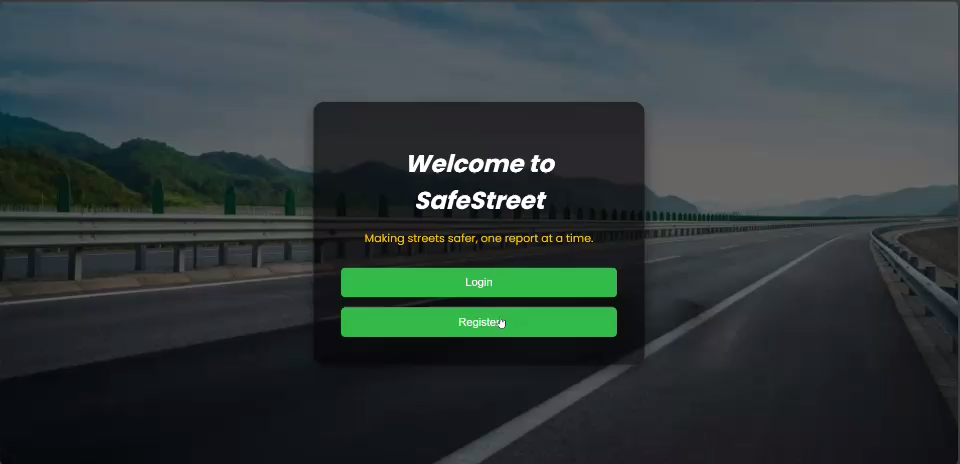 Welcome to
SafeStreet
Making streets safer, one report at a time.
Login
Register